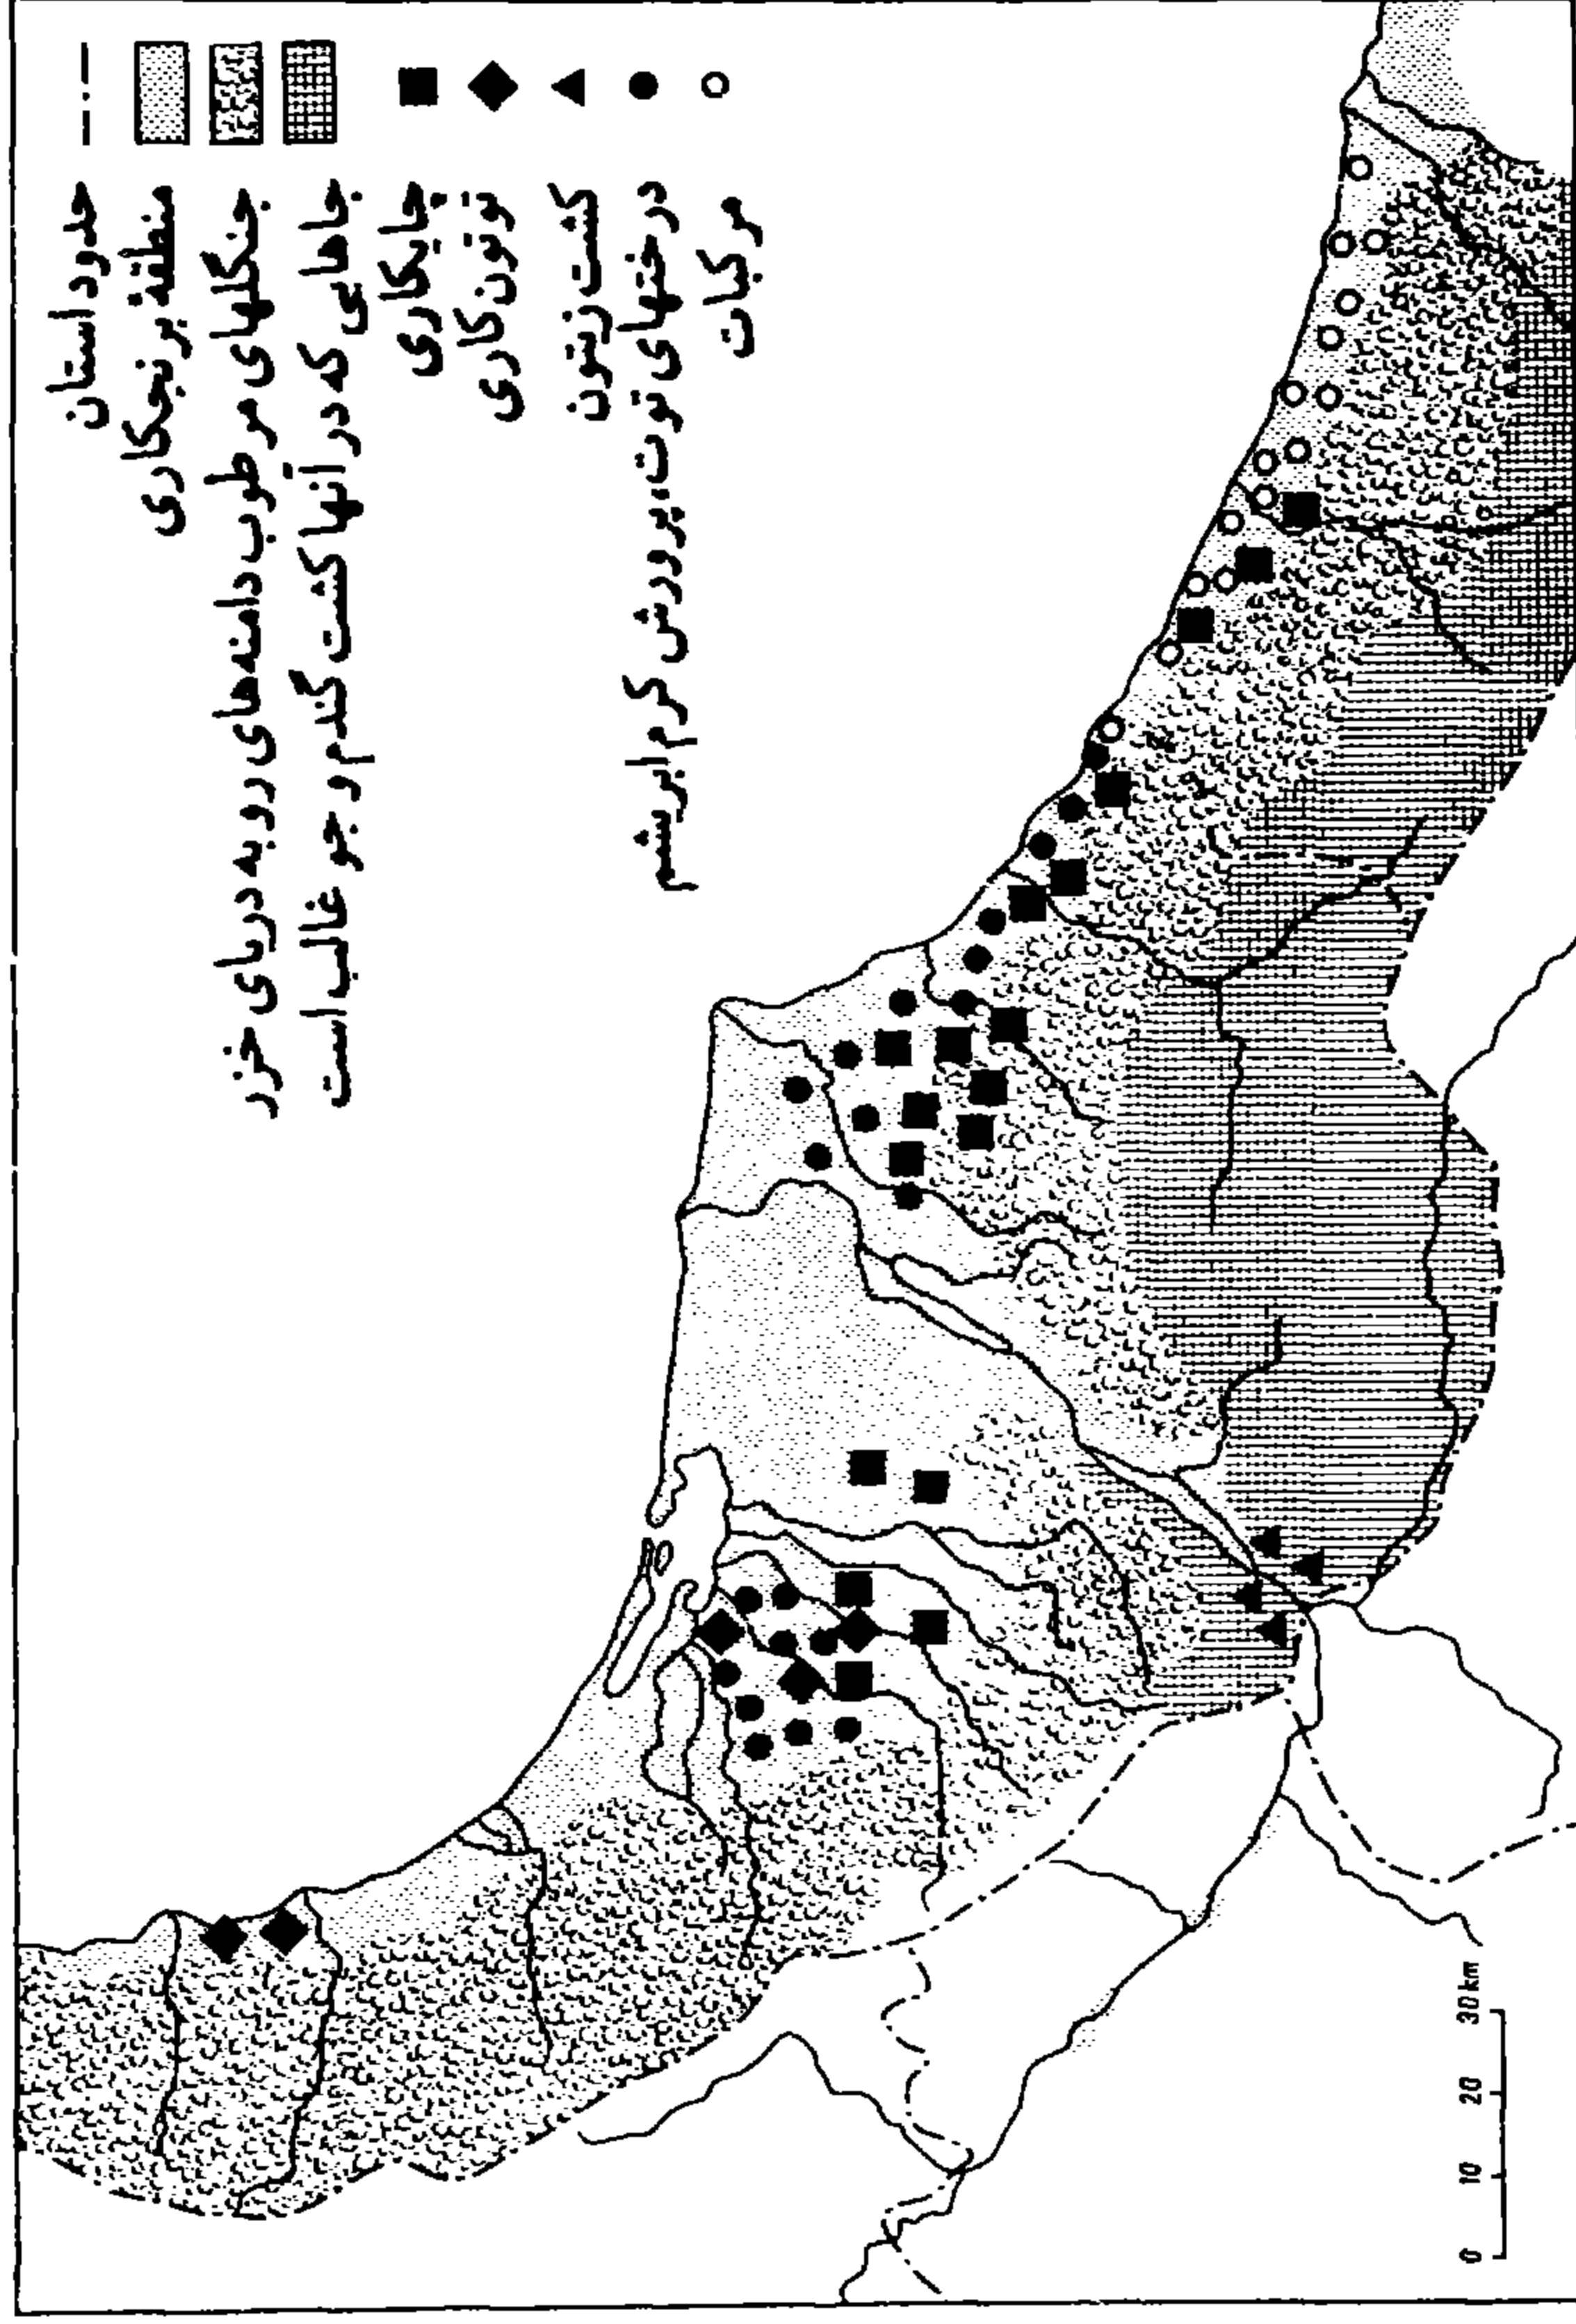 حدود استان
منطقهٔ برنجکاری
جنگلهای مرطوب دامنه‌های رو به دریای خزر
جاهایی که در آنها کشت گندم و جو غالب است
چایکاری
توتون‌کاری
کشت زیتون
درختهای توت، پرورش کرم ابریشم
مرکبات
0 10 20 30 km